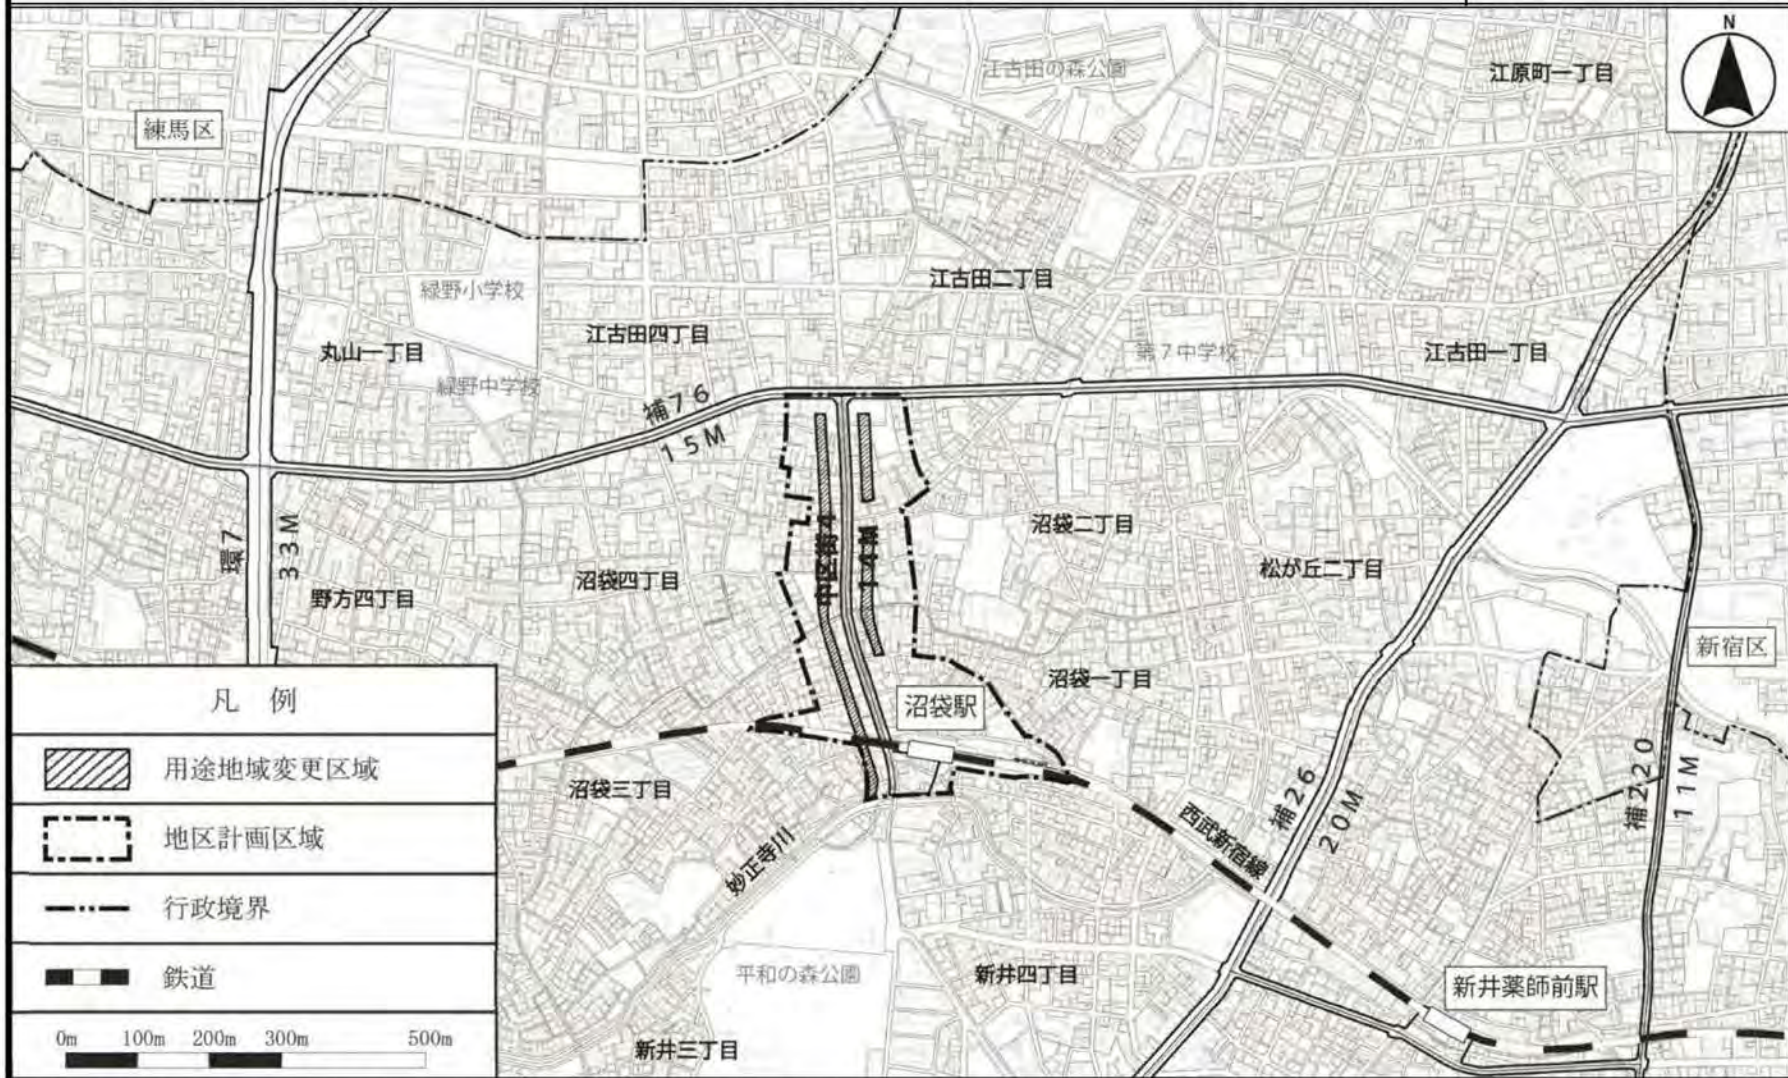 N
江古田の森公園
江原町一丁目
練馬区
江古田二丁目
緑野小学校
江古田四丁目
丸山一丁目
第7中学校
江古田一丁目
緑野中学校
補76
15M
沼袋二丁目
環7
33M
中区街4
14M
松が丘二丁目
沼袋四丁目
野方四丁目
新宿区
沼袋一丁目
沼袋駅
沼袋三丁目
補26
20M
補220
11M
西武新宿線
妙正寺川
平和の森公園
新井四丁目
新井薬師前駅
新井三丁目
凡 例
用途地域変更区域
地区計画区域
行政境界
鉄道
0m 100m 200m 300m 500m